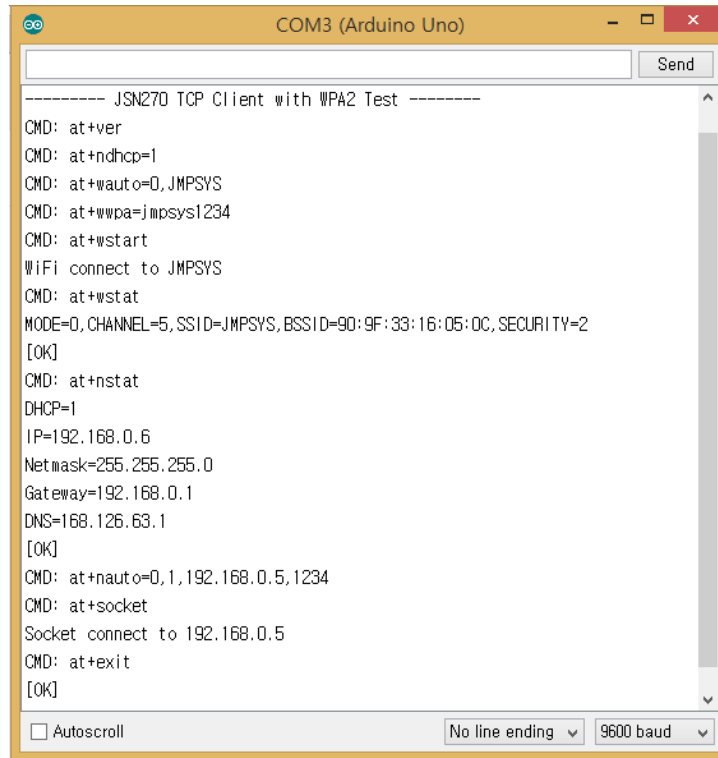 COM3 (Arduino Uno)
Send
--------- JSN270 TCP Client with WPA2 Test --------
CMD: at+ver
CMD: at+ndhcp=1
CMD: at+wauto=0,JMPSYS
CMD: at+wwpa=jmpsys1234
CMD: at+wstart
WiFi connect to JMPSYS
CMD: at+wstat
MODE=0,CHANNEL=5,SSID=JMPSYS,BSSID=90:9F:33:16:05:0C,SECURITY=2
[OK]
CMD: at+nstat
DHCP=1
IP=192.168.0.6
Netmask=255.255.255.0
Gateway=192.168.0.1
DNS=168.126.63.1
[OK]
CMD: at+nauto=0,1,192.168.0.5,1234
CMD: at+socket
Socket connect to 192.168.0.5
CMD: at+exit
[OK]
Autoscroll
No line ending
9600 baud